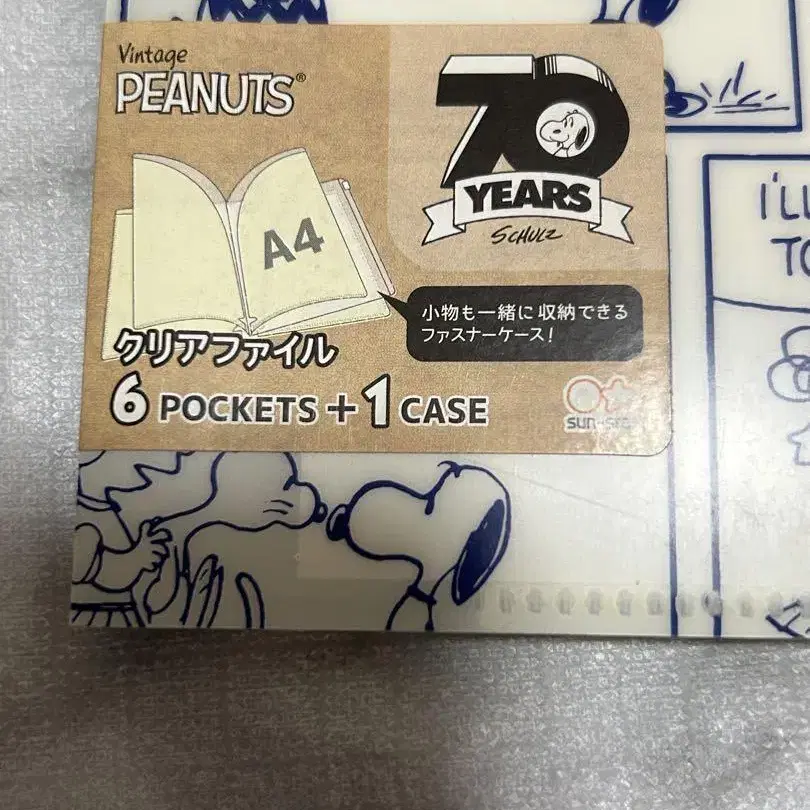 Vintage
PEANUTS®
70
YEARS
SCHULZ
A4
小物も一緒に収納できる
ファスナーケース!
クリアファイル
6 POCKETS + 1 CASE
I'LL